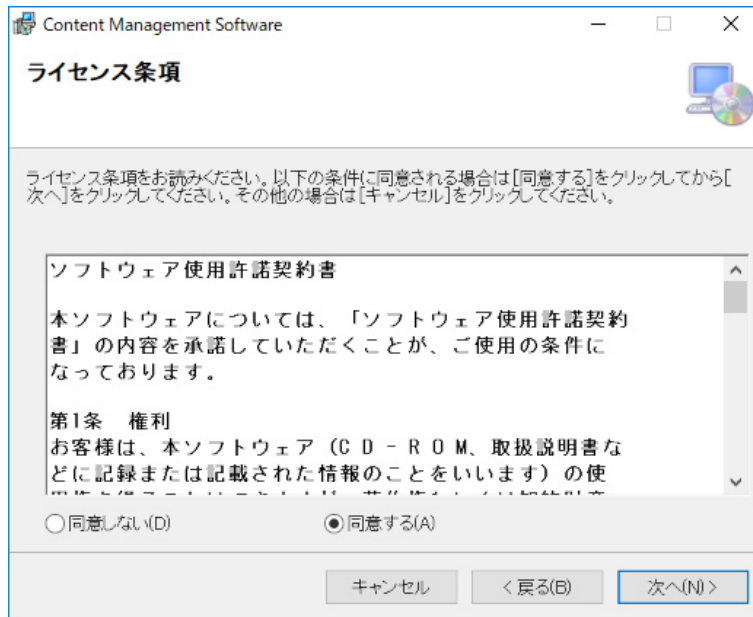 Content Management Software
ライセンス条項
ライセンス条項をお読みください。以下の条件に同意される場合は[同意する]をクリックしてから[
次へ]をクリックしてください。その他の場合は[キャンセル]をクリックしてください。
ソフトウェア使用許諾契約書
本ソフトウェアについては、「ソフトウェア使用許諾契約
書」の内容を承諾していただくことが、ご使用の条件に
なっております。
第1条　権利
お客様は、本ソフトウェア（ＣＤ－ＲＯＭ、取扱説明書な
どに記録または記載された情報のことをいいます）の使
同意しない(D)
同意する(A)
キャンセル
< 戻る(B)
次へ(N) >